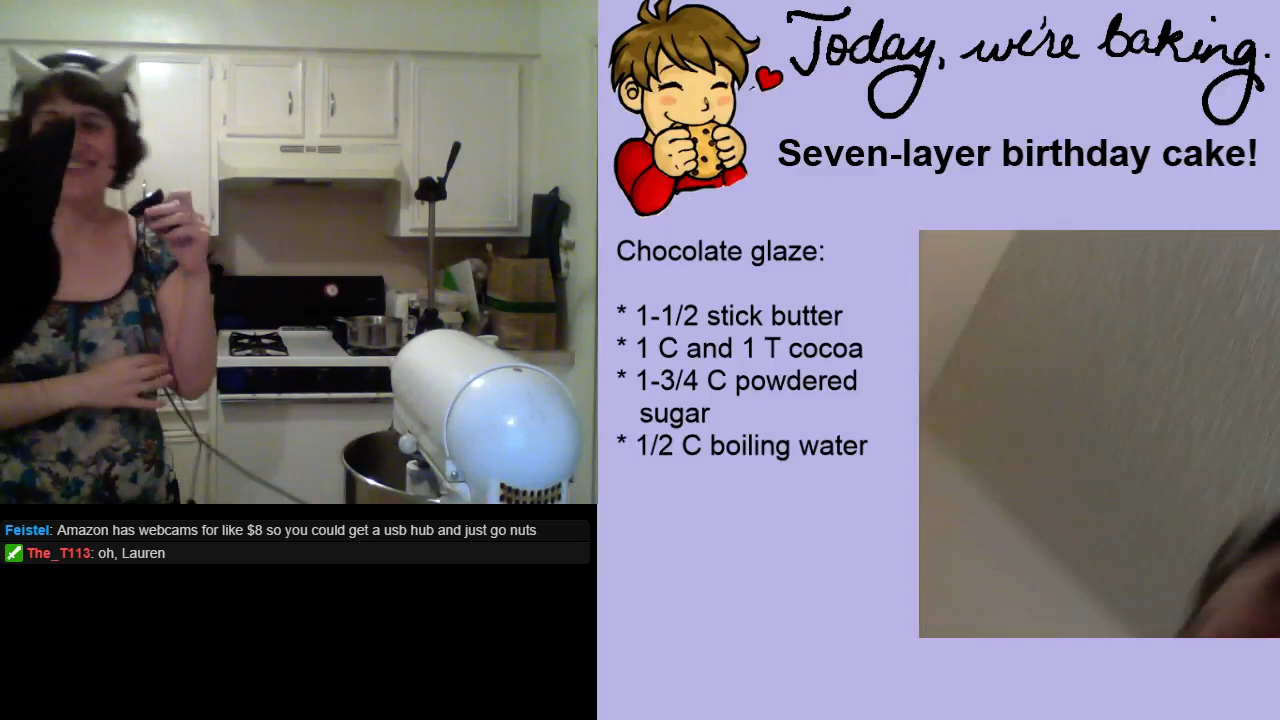 Today, we're baking.
Seven-layer birthday cake!
Chocolate glaze:
* 1-1/2 stick butter
* 1 C and 1 T cocoa
* 1-3/4 C powdered
sugar
* 1/2 C boiling water
Feistel: Amazon has webcams for like $8 so you could get a usb hub and just go nuts
The_T113: oh, Lauren